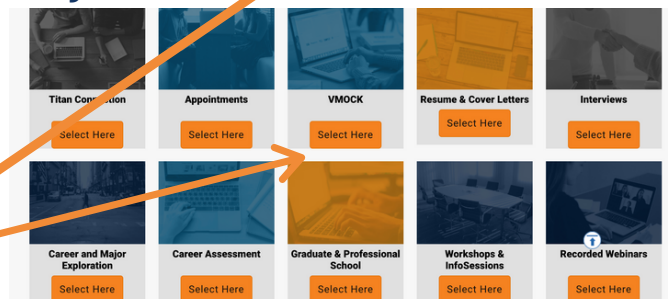 Titan Connection
Appointments
VMOCK
Resume & Cover Letters
Interviews
Select Here
Select Here
Select Here
Select Here
Select Here
Career and Major
Exploration
Career Assessment
Graduate & Professional
School
Workshops &
InfoSessions
Recorded Webinars
Select Here
Select Here
Select Here
Select Here
Select Here